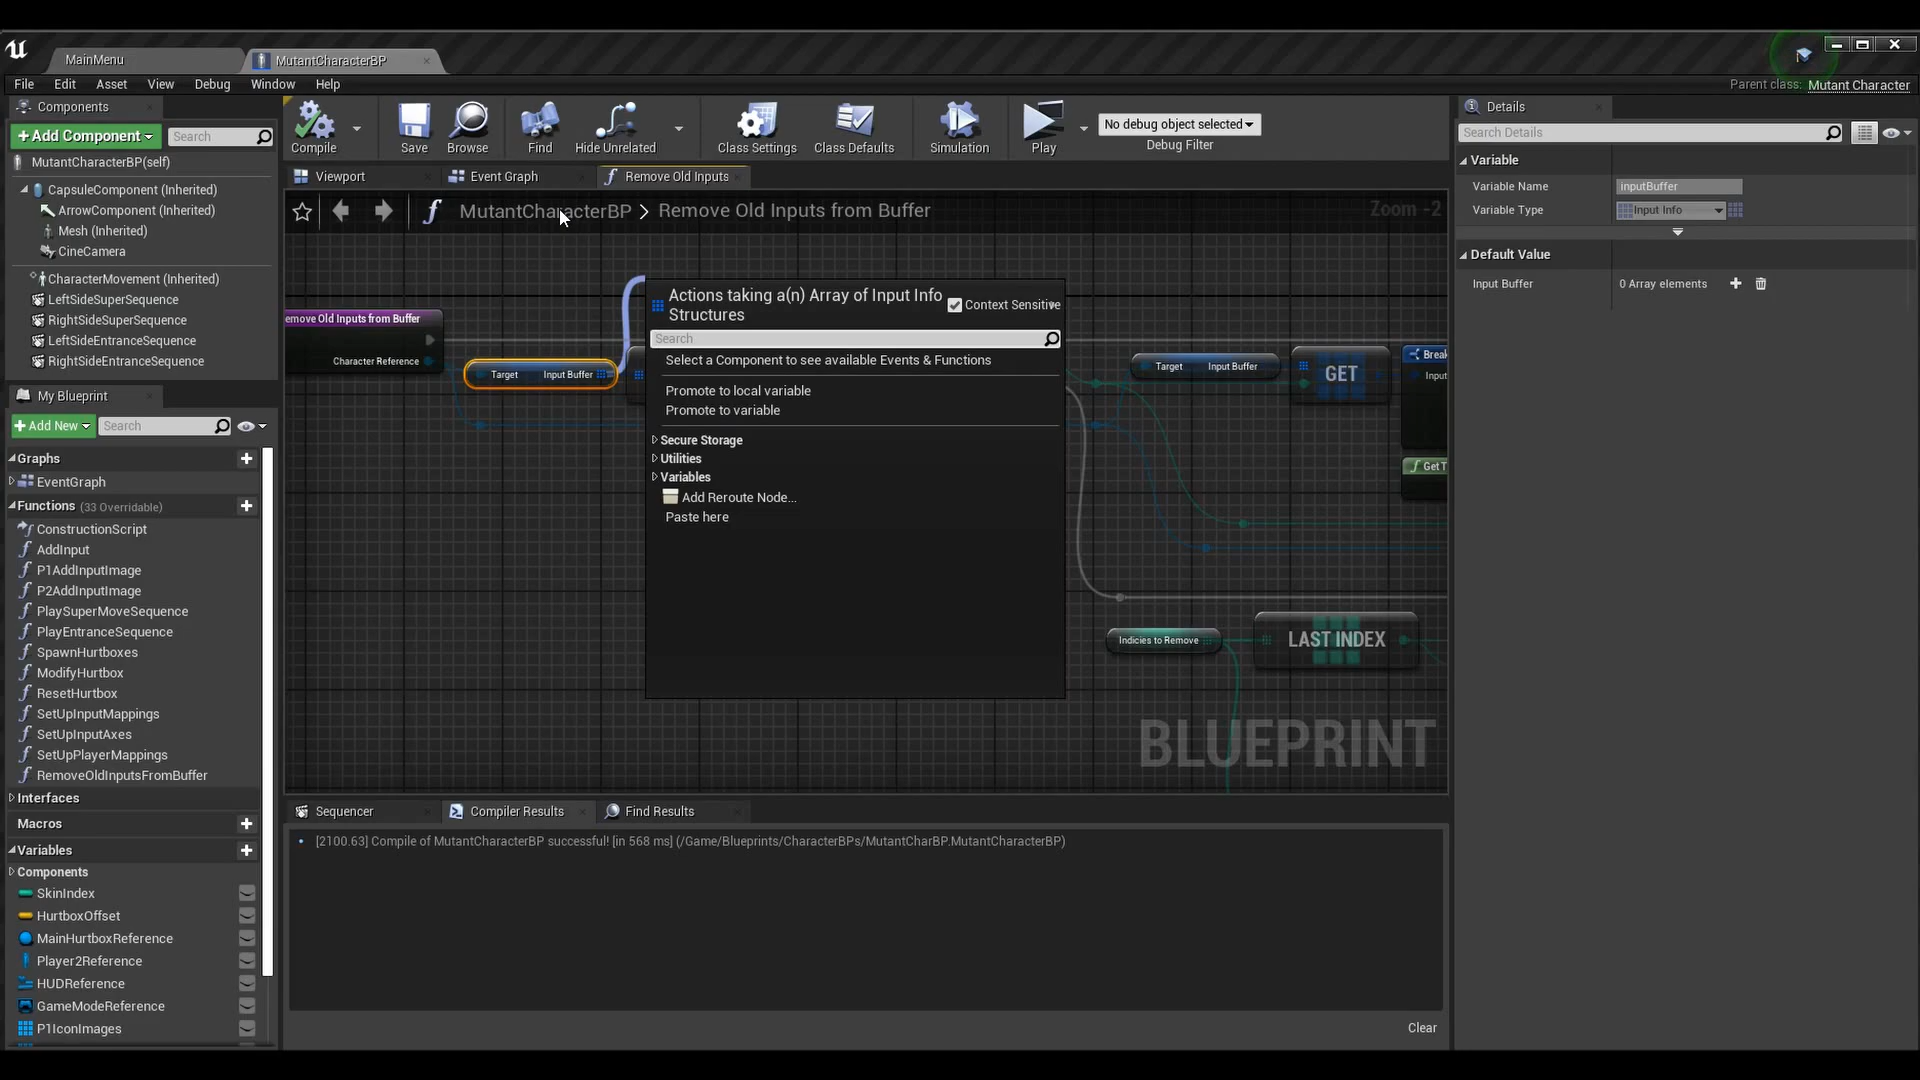 MainMenu
MutantCharacterBP
File Edit Asset View Debug Window Help
Parent class: Mutant Character
Components
+Add Component
Search
MutantCharacterBP(self)
CapsuleComponent (Inherited)
ArrowComponent (Inherited)
Mesh (Inherited)
CineCamera
CharacterMovement (Inherited)
LeftSideSuperSequence
RightSideSuperSequence
LeftSideEntranceSequence
RightSideEntranceSequence
My Blueprint
+Add New
Search
Graphs
EventGraph
Functions (33 Overridable)
ConstructionScript
AddInput
P1AddInputImage
P2AddInputImage
PlaySuperMoveSequence
PlayEntranceSequence
SpawnHurtboxes
ModifyHurtbox
ResetHurtbox
SetUpInputMappings
SetUpInputAxes
SetUpPlayerMappings
RemoveOldInputsFromBuffer
Interfaces
Macros
Variables
Components
SkinIndex
HurtboxOffset
MainHurtboxReference
Player2Reference
HUDReference
GameModeReference
P1IconImages
Compile
Save
Browse
Find
Hide Unrelated
Class Settings
Class Defaults
Simulation
Play
No debug object selected
Debug Filter
Viewport
Event Graph
Remove Old Inputs
MutantCharacterBP > Remove Old Inputs from Buffer
Zoom -2
emove Old Inputs from Buffer
Character Reference
Target Input Buffer
Actions taking a(n) Array of Input Info
Structures
Context Sensitive
Search
Select a Component to see available Events & Functions
Promote to local variable
Promote to variable
Secure Storage
Utilities
Variables
Add Reroute Node...
Paste here
Target Input Buffer
GET
Break
Input
Get T
Indicies to Remove
LAST INDEX
BLUEPRINT
Sequencer
Compiler Results
Find Results
[2100.63] Compile of MutantCharacterBP successful! [in 568 ms] (/Game/Blueprints/CharacterBPs/MutantCharBP.MutantCharacterBP)
Clear
Details
Search Details
Variable
Variable Name inputBuffer
Variable Type Input Info
Default Value
Input Buffer 0 Array elements